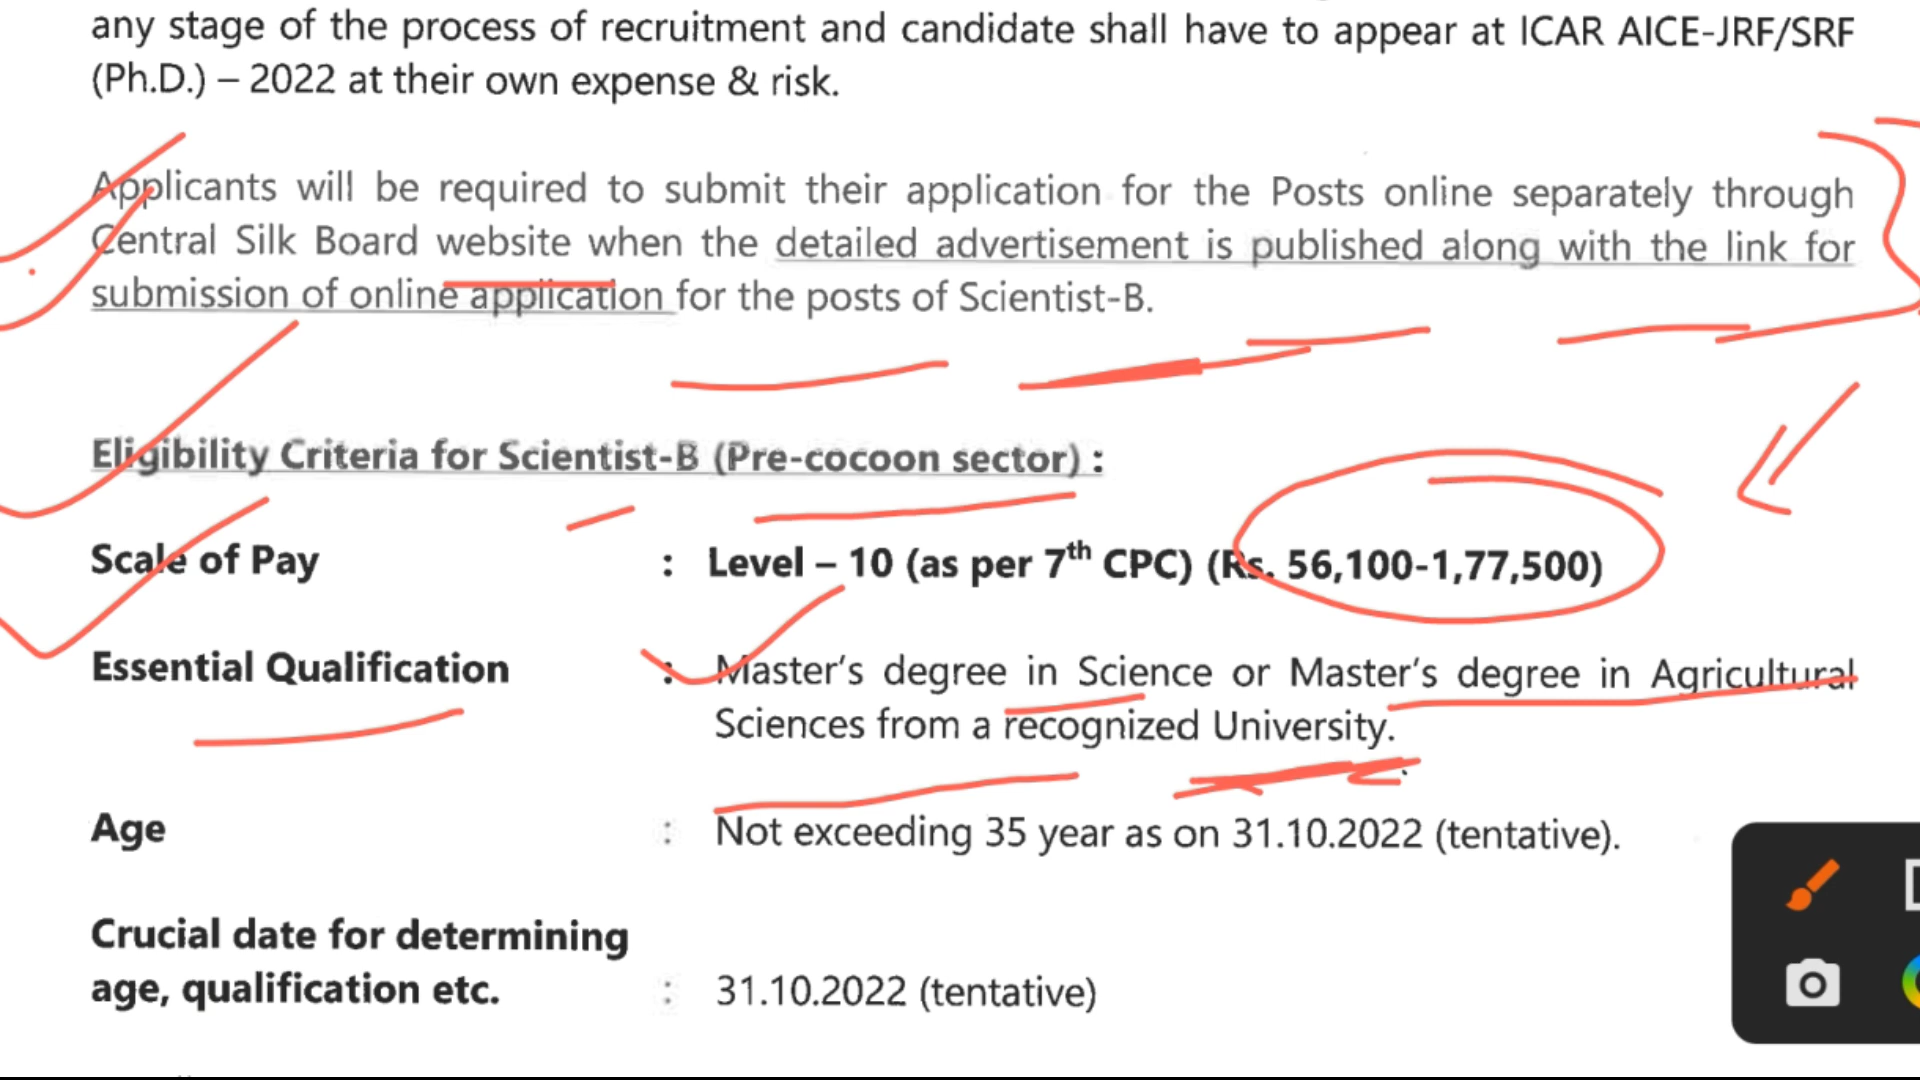 any stage of the process of recruitment and candidate shall have to appear at ICAR AICE-JRF/SRF
(Ph.D.) – 2022 at their own expense & risk.
Applicants will be required to submit their application for the Posts online separately through
Central Silk Board website when the detailed advertisement is published along with the link for
submission of online application for the posts of Scientist-B.
Eligibility Criteria for Scientist-B (Pre-cocoon sector) :
Scale of Pay : Level – 10 (as per 7th CPC) (Rs. 56,100-1,77,500)
Essential Qualification : Master's degree in Science or Master's degree in Agricultural
Sciences from a recognized University.
Age : Not exceeding 35 year as on 31.10.2022 (tentative).
Crucial date for determining
age, qualification etc. : 31.10.2022 (tentative)